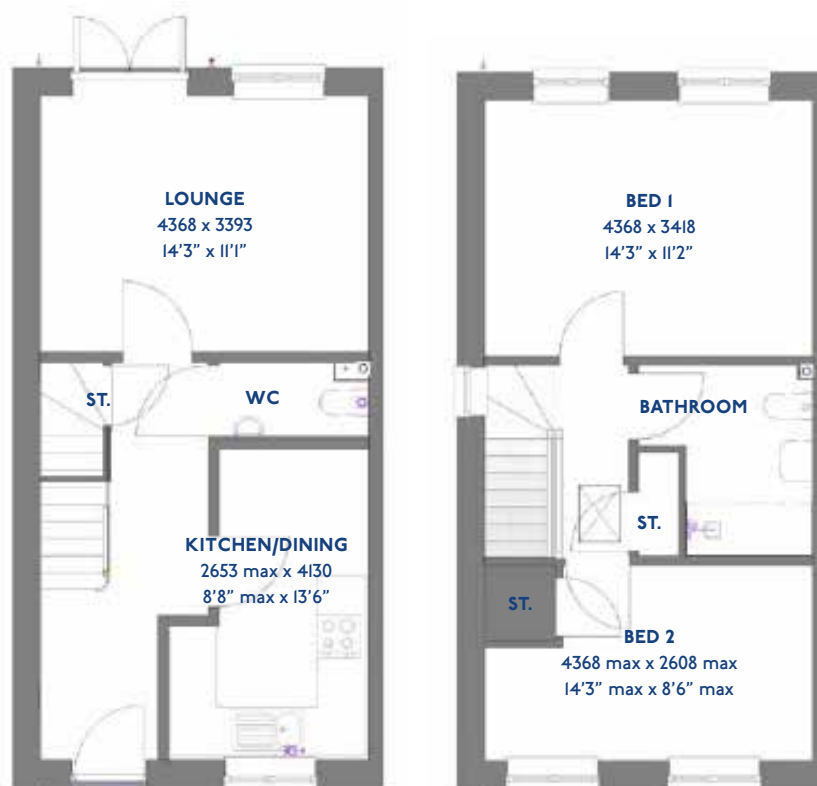 LOUNGE
4368 x 3393
14'3” x 11'1”
ST.
WC
KITCHEN/DINING
2653 max x 4130
8'8” max x 13'6”
BED 1
4368 x 3418
14'3” x 11'2”
BATHROOM
ST.
ST.
BED 2
4368 max x 2608 max
14'3” max x 8'6” max